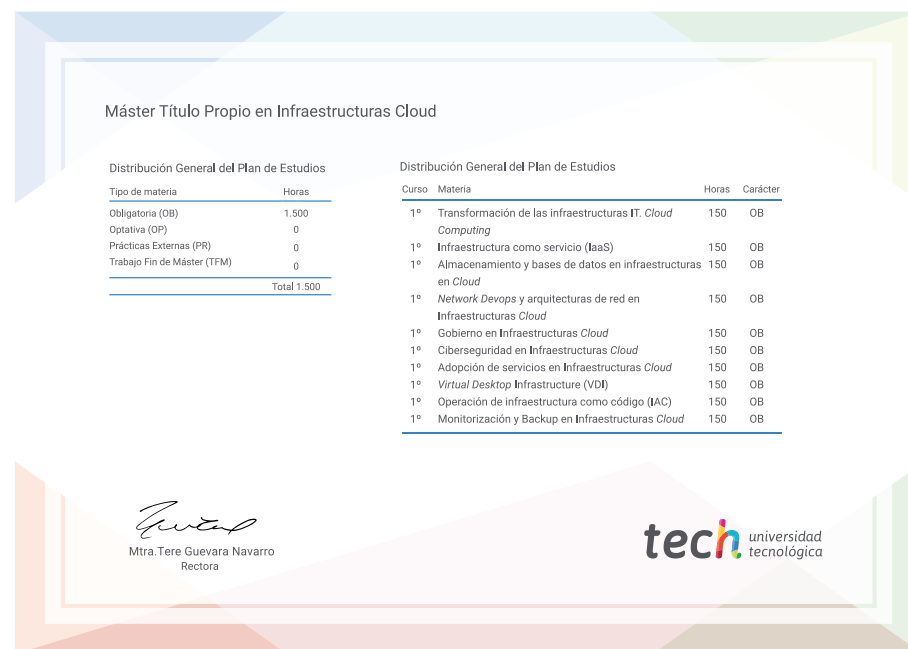 Máster Título Propio en Infraestructuras Cloud
Distribución General del Plan de Estudios
Tipo de materia Horas
Obligatoria (OB) 1.500
Optativa (OP) 0
Prácticas Externas (PR) 0
Trabajo Fin de Máster (TFM) 0
Total 1.500
Distribución General del Plan de Estudios
Curso Materia Horas Carácter
1º Transformación de las infraestructuras IT. Cloud 150 OB
Computing
1º Infraestructura como servicio (IaaS) 150 OB
1º Almacenamiento y bases de datos en infraestructuras 150 OB
en Cloud
1º Network Devops y arquitecturas de red en 150 OB
Infraestructuras Cloud
1º Gobierno en Infraestructuras Cloud 150 OB
1º Ciberseguridad en Infraestructuras Cloud 150 OB
1º Adopción de servicios en Infraestructuras Cloud 150 OB
1º Virtual Desktop Infrastructure (VDI) 150 OB
1º Operación de infraestructura como código (IAC) 150 OB
1º Monitorización y Backup en Infraestructuras Cloud 150 OB
Mtra.Tere Guevara Navarro
Rectora
tech universidad
tecnológica